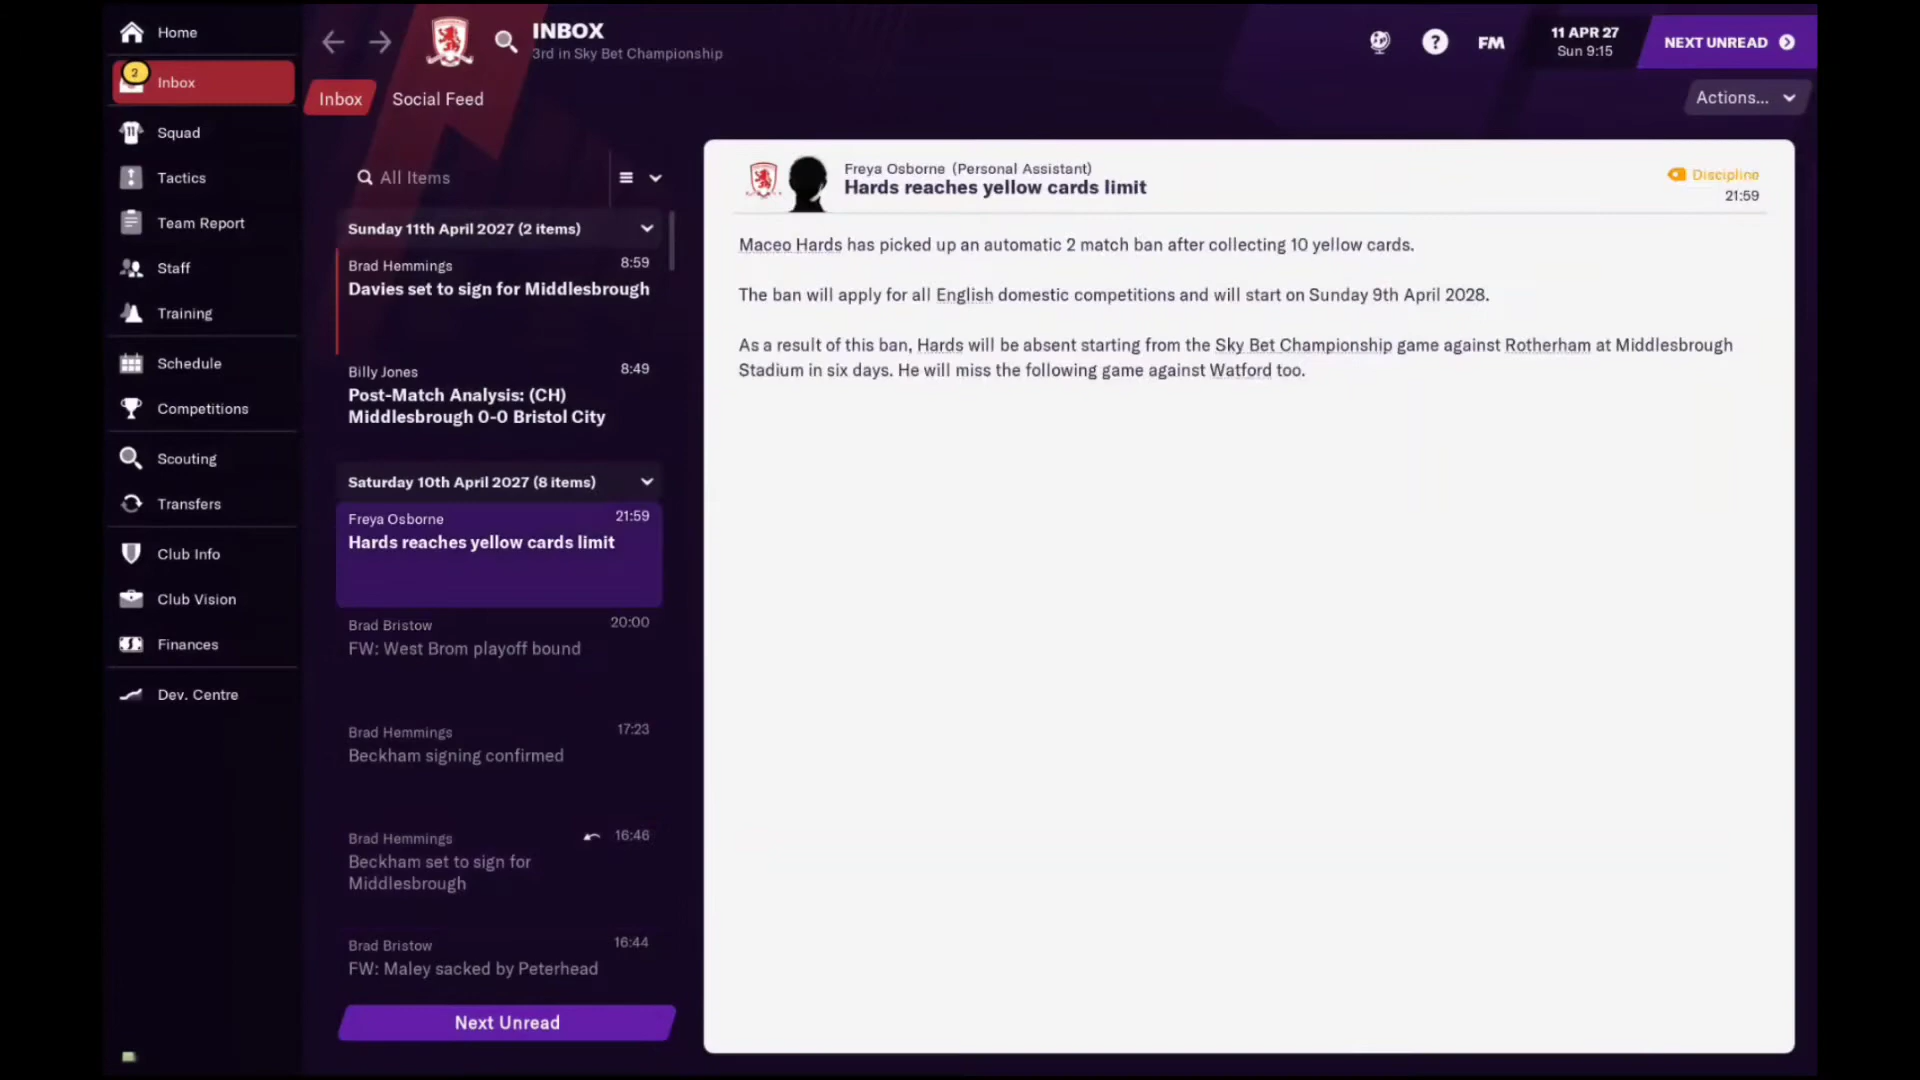 Home
2
Inbox
11
Squad
Tactics
Team Report
Staff
Training
Schedule
Competitions
Scouting
Transfers
Club Info
Club Vision
Finances
Dev. Centre
INBOX
3rd in Sky Bet Championship
?
FM
11 APR 27
Sun 9:15
NEXT UNREAD
Inbox
Social Feed
Actions...
All Items
Sunday 11th April 2027 (2 items)
Brad Hemmings 8:59
Davies set to sign for Middlesbrough
Billy Jones 8:49
Post-Match Analysis: (CH)
Middlesbrough 0-0 Bristol City
Saturday 10th April 2027 (8 items)
Freya Osborne 21:59
Hards reaches yellow cards limit
Brad Bristow 20:00
FW: West Brom playoff bound
Brad Hemmings 17:23
Beckham signing confirmed
Brad Hemmings 16:46
Beckham set to sign for
Middlesbrough
Brad Bristow 16:44
FW: Maley sacked by Peterhead
Next Unread
Freya Osborne (Personal Assistant)
Hards reaches yellow cards limit
Discipline
21:59
Maceo Hards has picked up an automatic 2 match ban after collecting 10 yellow cards.
The ban will apply for all English domestic competitions and will start on Sunday 9th April 2028.
As a result of this ban, Hards will be absent starting from the Sky Bet Championship game against Rotherham at Middlesbrough
Stadium in six days. He will miss the following game against Watford too.